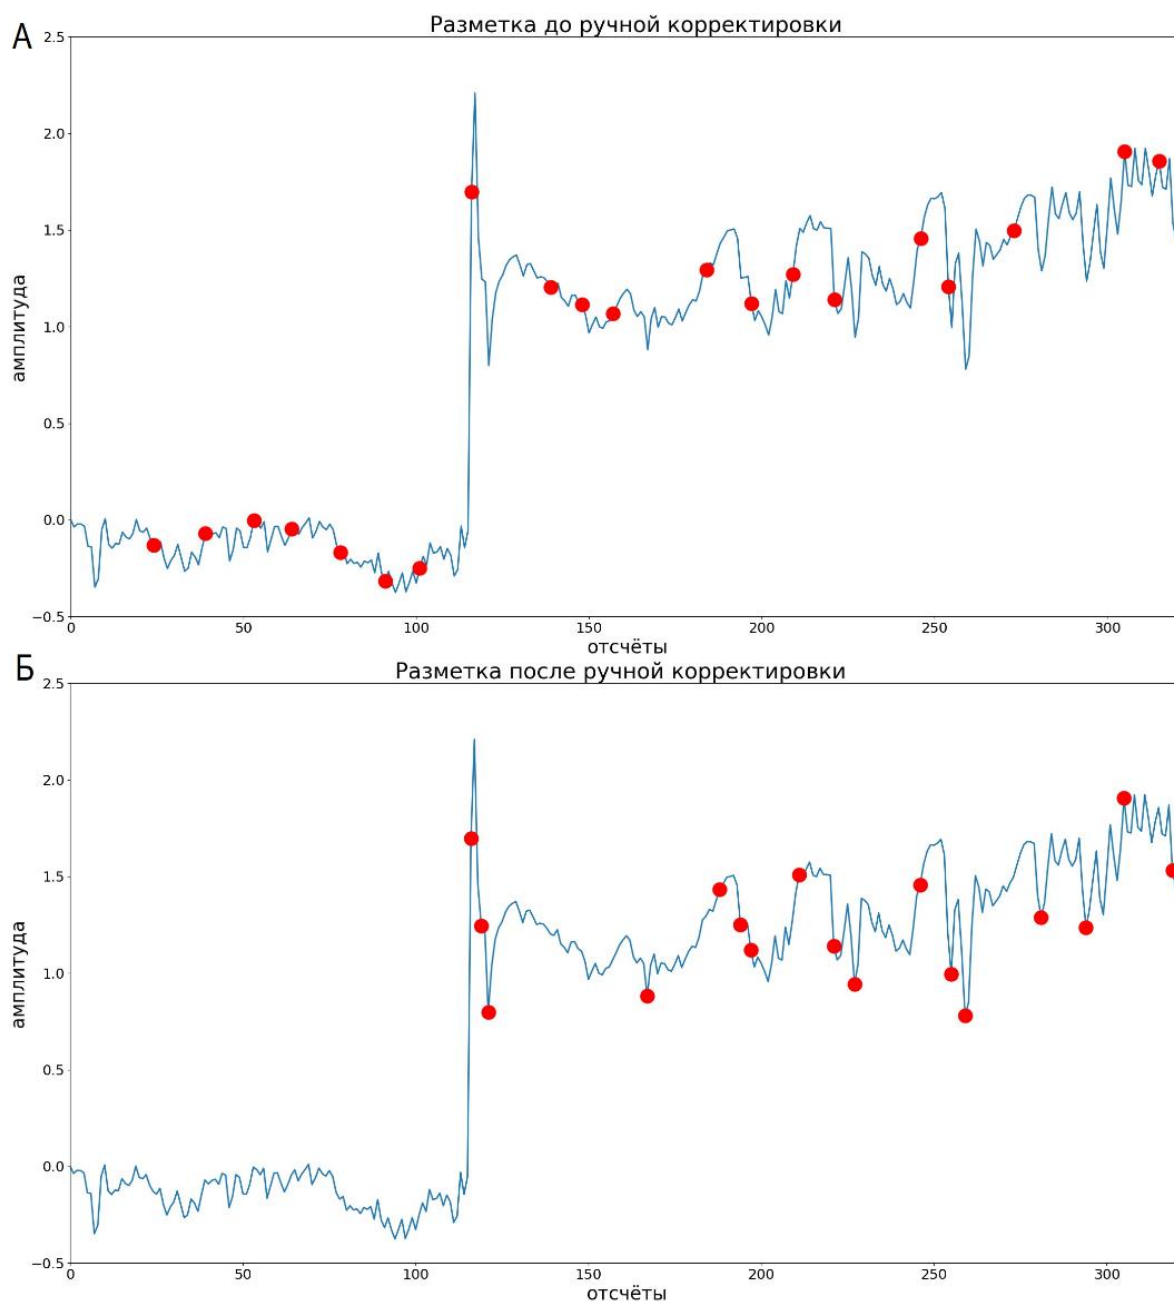 А
Разметка до ручной корректировки
2.5
2.0
1.5
1.0
0.5
0.0
−0.5
амплитуда
0 50 100 150 200 250 300
отсчёты
Б
Разметка после ручной корректировки
2.5
2.0
1.5
1.0
0.5
0.0
−0.5
амплитуда
0 50 100 150 200 250 300
отсчёты